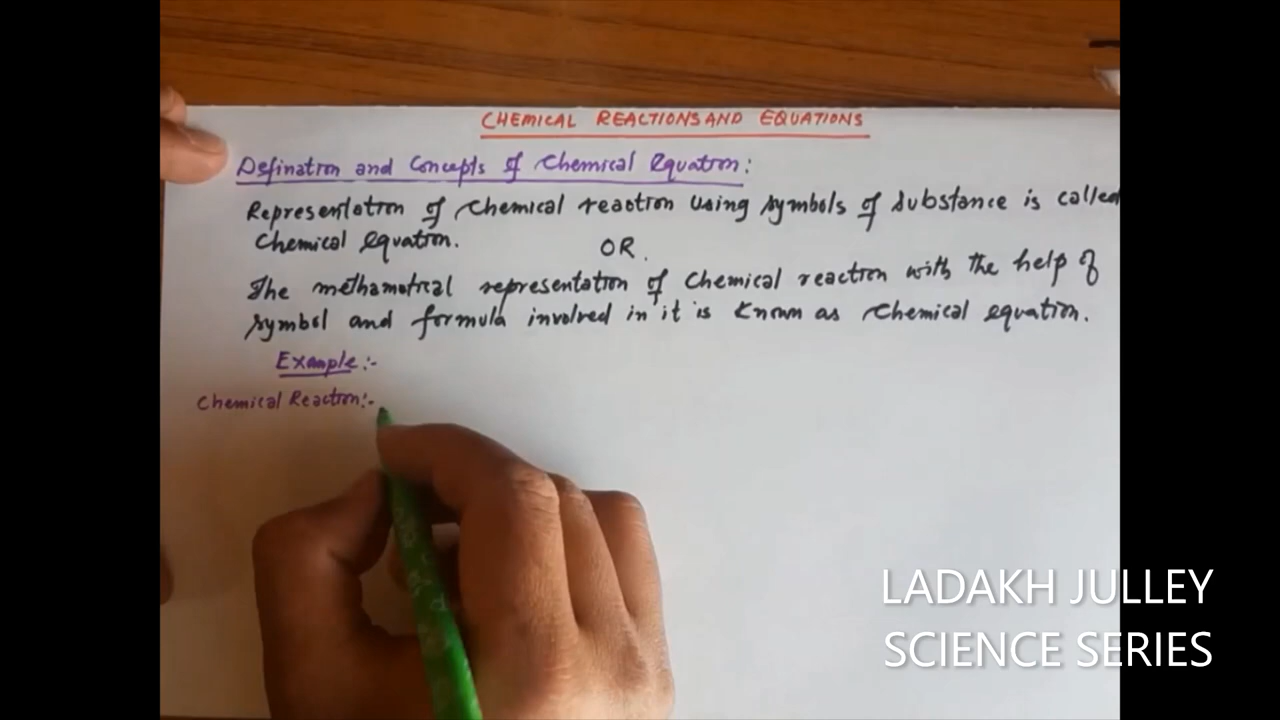 CHEMICAL REACTIONS AND EQUATIONS
Defination and Concepts of Chemical Equation:
Representation of Chemical reaction using symbols of substance is called
Chemical equation. OR.
The methamatical representation of Chemical reaction with the help of
symbol and formula involved in it is known as Chemical equation.
Example:-
Chemical Reaction:-
LADAKH JULLEY
SCIENCE SERIES